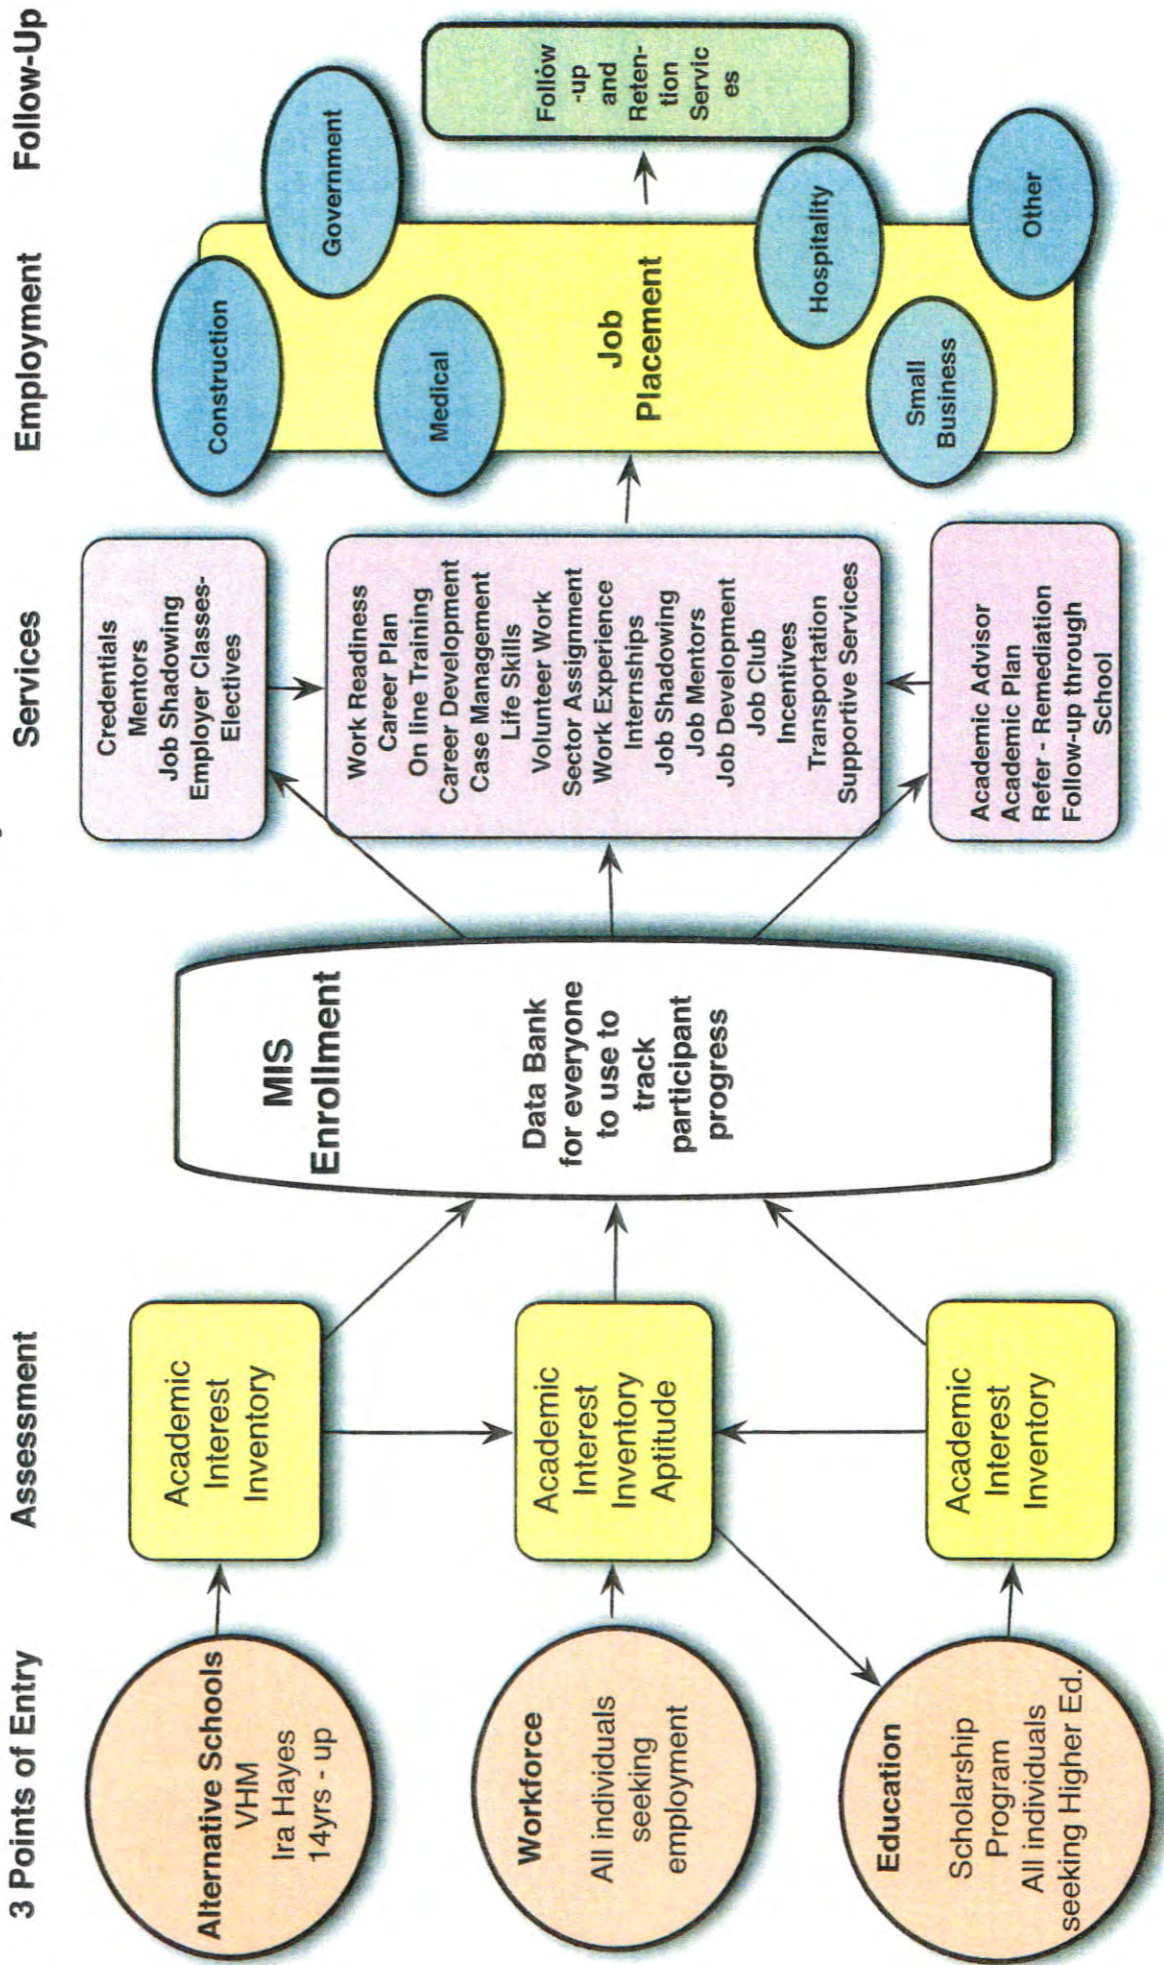 3 Points of Entry
Assessment
Services
Employment
Follow-Up
Alternative Schools
VHM
Ira Hayes
14yrs - up
Workforce
All individuals
seeking
employment
Education
Scholarship
Program
All individuals
seeking Higher Ed.
Academic
Interest
Inventory
Academic
Interest
Inventory
Aptitude
Academic
Interest
Inventory
MIS
Enrollment
Data Bank
for everyone
to use to
track
participant
progress
Credentials
Mentors
Job Shadowing
Employer Classes-
Electives
Work Readiness
Career Plan
On line Training
Career Development
Case Management
Life Skills
Volunteer Work
Sector Assignment
Work Experience
Internships
Job Shadowing
Job Mentors
Job Development
Job Club
Incentives
Transportation
Supportive Services
Academic Advisor
Academic Plan
Refer - Remediation
Follow-up through
School
Construction
Government
Medical
Job
Placement
Hospitality
Small
Business
Other
Follow
-up
and
Reten-
tion
Servic
es